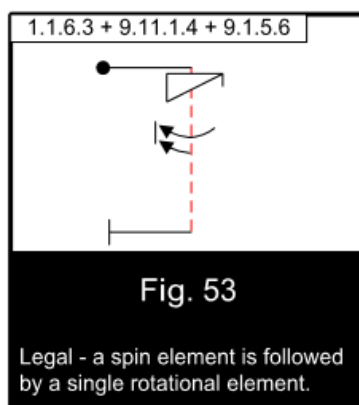 1.1.6.3 + 9.11.1.4 + 9.1.5.6
Fig. 53
Legal - a spin element is followed
by a single rotational element.